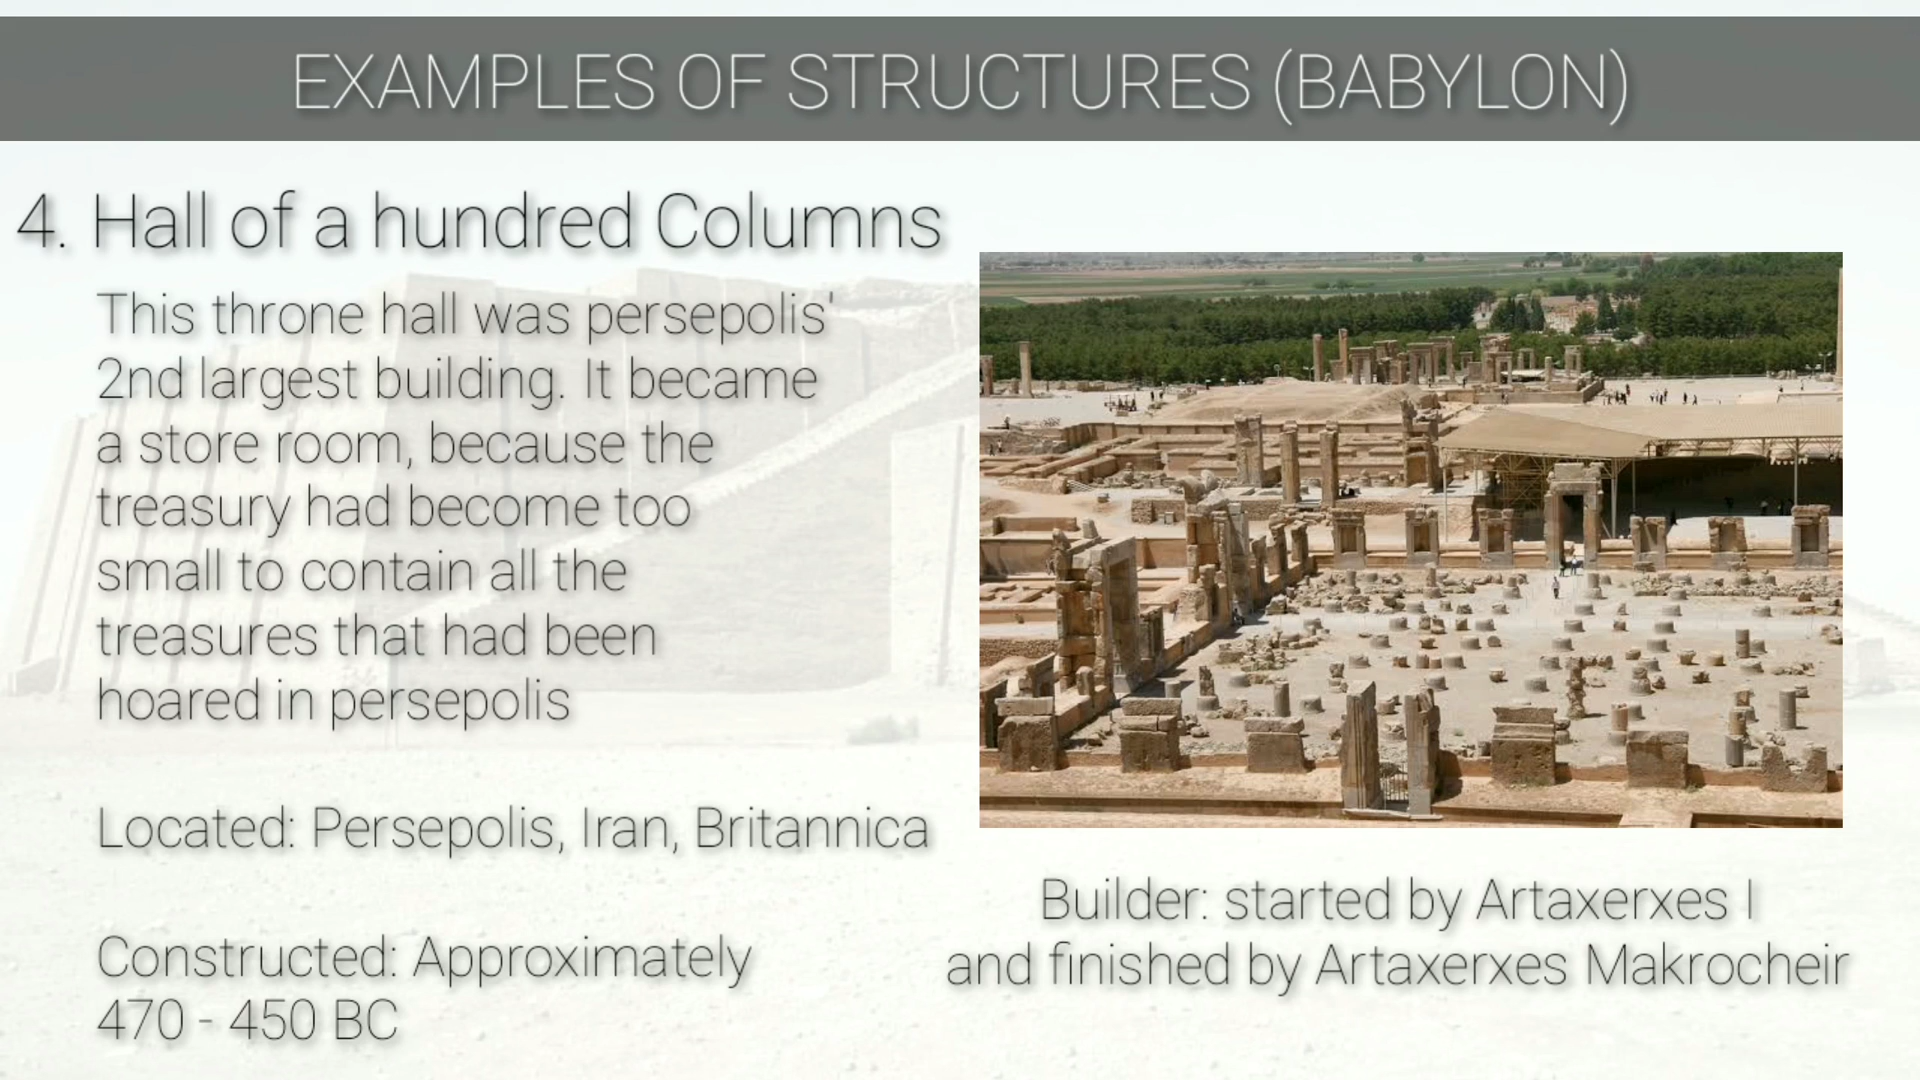 EXAMPLES OF STRUCTURES (BABYLON)
4. Hall of a hundred Columns
This throne hall was persepolis'
2nd largest building. It became
a store room, because the
treasury had become too
small to contain all the
treasures that had been
hoared in persepolis
Located: Persepolis, Iran, Britannica
Constructed: Approximately
470 - 450 BC
Builder: started by Artaxerxes I
and finished by Artaxerxes Makrocheir